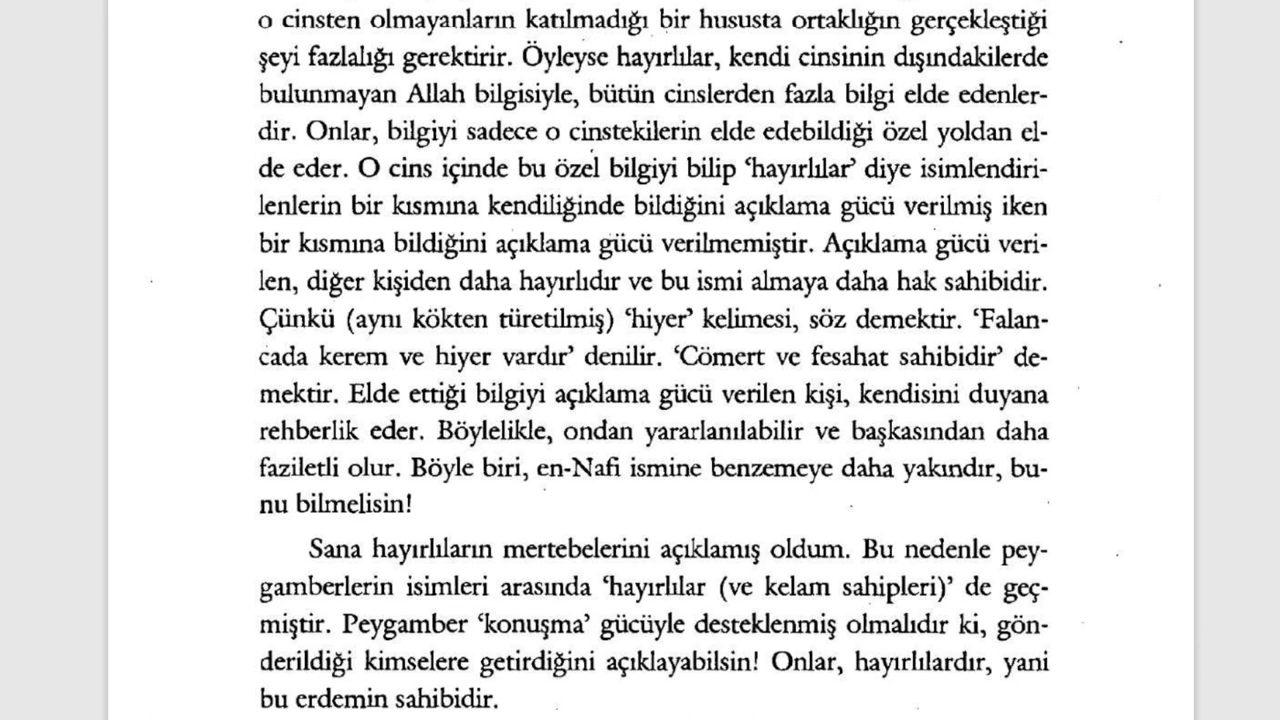 o cinsten olmayanların katılmadığı bir hususta ortaklığın gerçekleştiği
şeyi fazlalığı gerektirir. Öyleyse hayırlılar, kendi cinsinin dışındakilerde
bulunmayan Allah bilgisiyle, bütün cinslerden fazla bilgi elde edenler-
dir. Onlar, bilgiyi sadece o cinstekilerin elde edebildiği özel yoldan el-
de eder. O cins içinde bu özel bilgiyi bilip ‘hayırlılar’ diye isimlendiri-
lenlerin bir kısmına kendiliğinde bildiğini açıklama gücü verilmiş iken
bir kısmına bildiğini açıklama gücü verilmemiştir. Açıklama gücü veri-
len, diğer kişiden daha hayırlıdır ve bu ismi almaya daha hak sahibidir.
Çünkü (aynı kökten türetilmiş) ‘hiyer’ kelimesi, söz demektir. ‘Falan-
cada kerem ve hiyer vardır’ denilir. ‘Cömert ve fesahat sahibidir’ de-
mektir. Elde ettiği bilgiyi açıklama gücü verilen kişi, kendisini duyana
rehberlik eder. Böylelikle, ondan yararlanılabilir ve başkasından daha
faziletli olur. Böyle biri, en-Nafi ismine benzemeye daha yakındır, bu-
nu bilmelisin!
Sana hayırlıların mertebelerini açıklamış oldum. Bu nedenle pey-
gamberlerin isimleri arasında ‘hayırlılar (ve kelam sahipleri)’ de geç-
miştir. Peygamber ‘konuşma’ gücüyle desteklenmiş olmalıdır ki, gön-
derildiği kimselere getirdiğini açıklayabilsin! Onlar, hayırlılardır, yani
bu erdemin sahibidir.